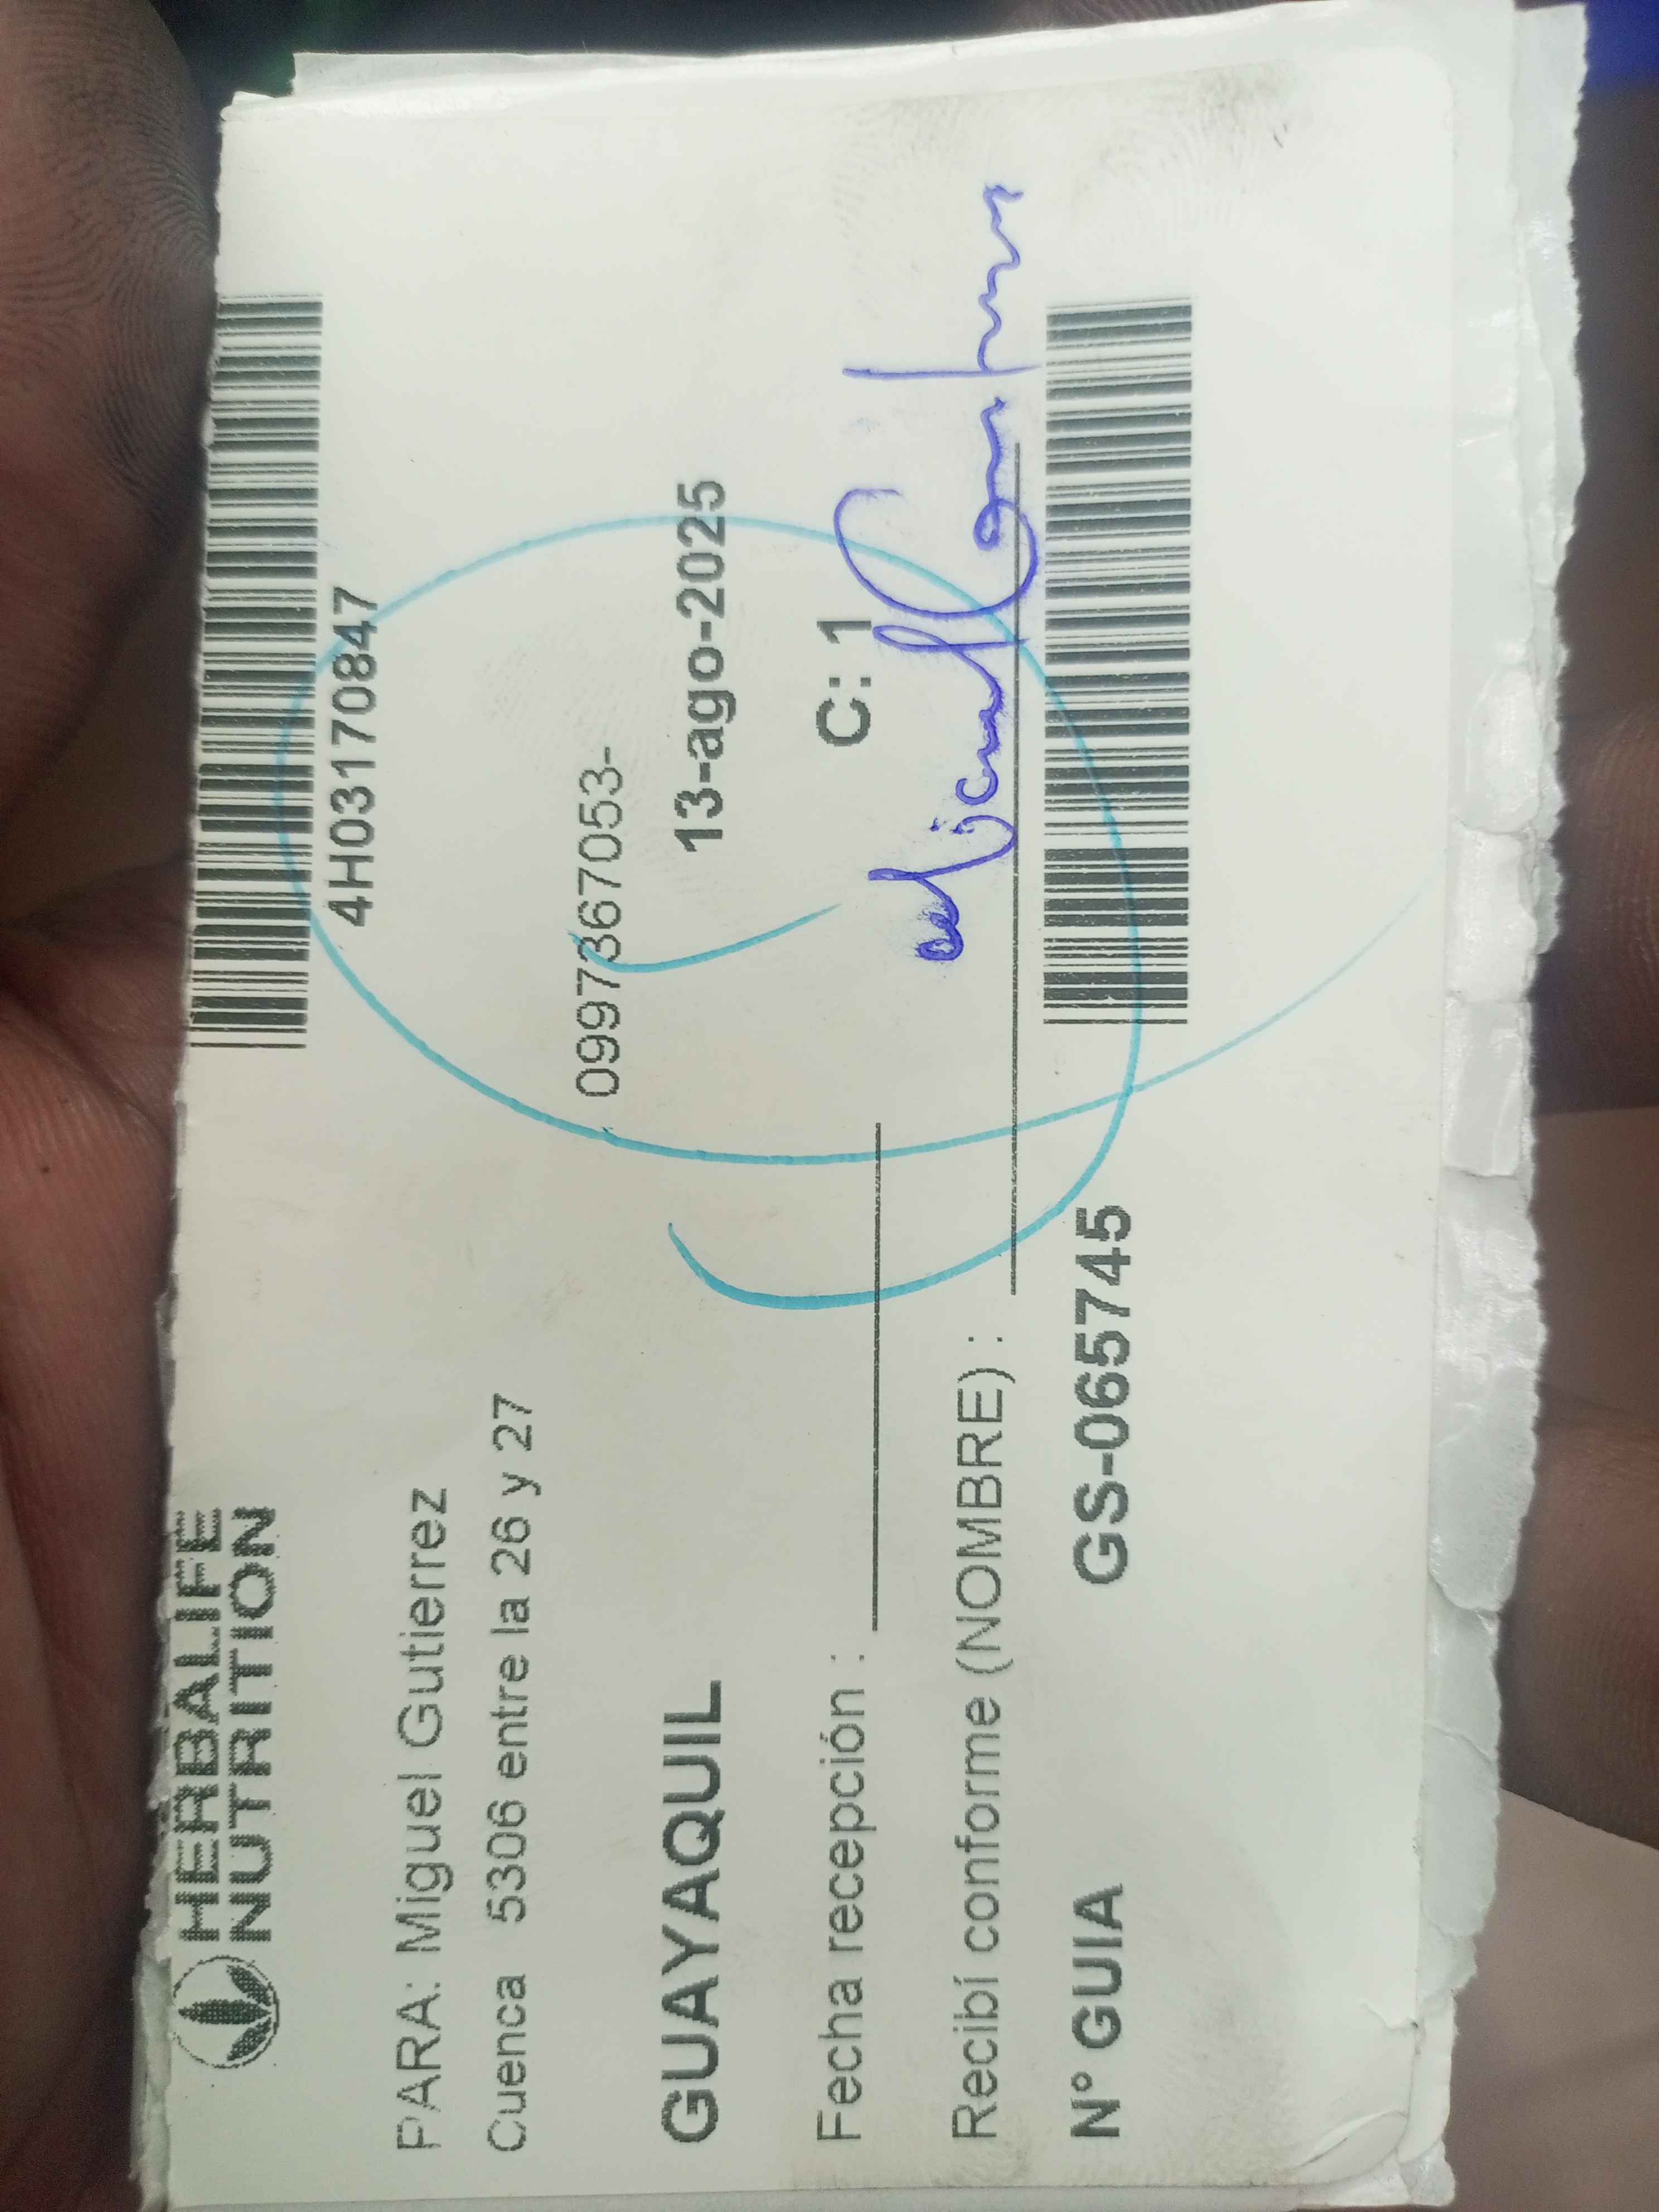 HERBALIFE
NUTRITION
4H03170847
PARA: Miguel Gutierrez
Cuenca 5306 entre la 26 y 27
0997367053-
GUAYAQUIL 13-ago-2025
Fecha recepción : C: 1
Recibí conforme (NOMBRE) :
N° GUIA GS-065745